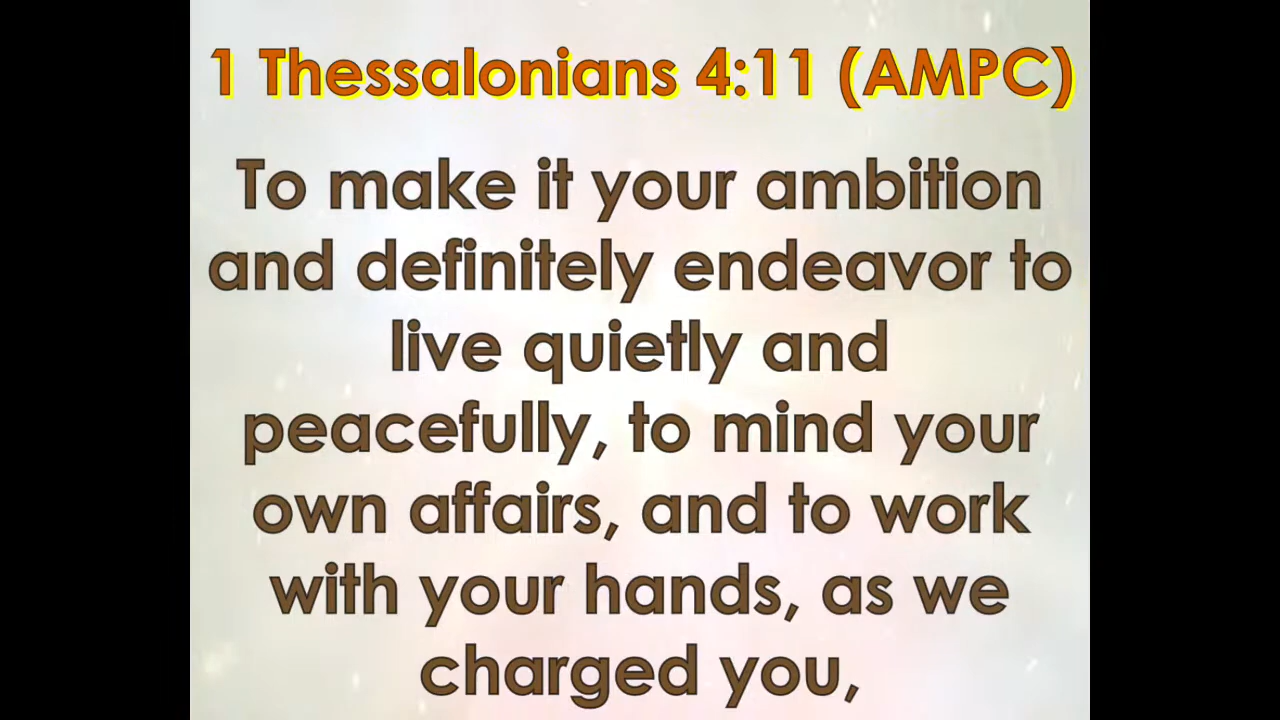 1 Thessalonians 4:11 (AMPC)
To make it your ambition
and definitely endeavor to
live quietly and
peacefully, to mind your
own affairs, and to work
with your hands, as we
charged you,